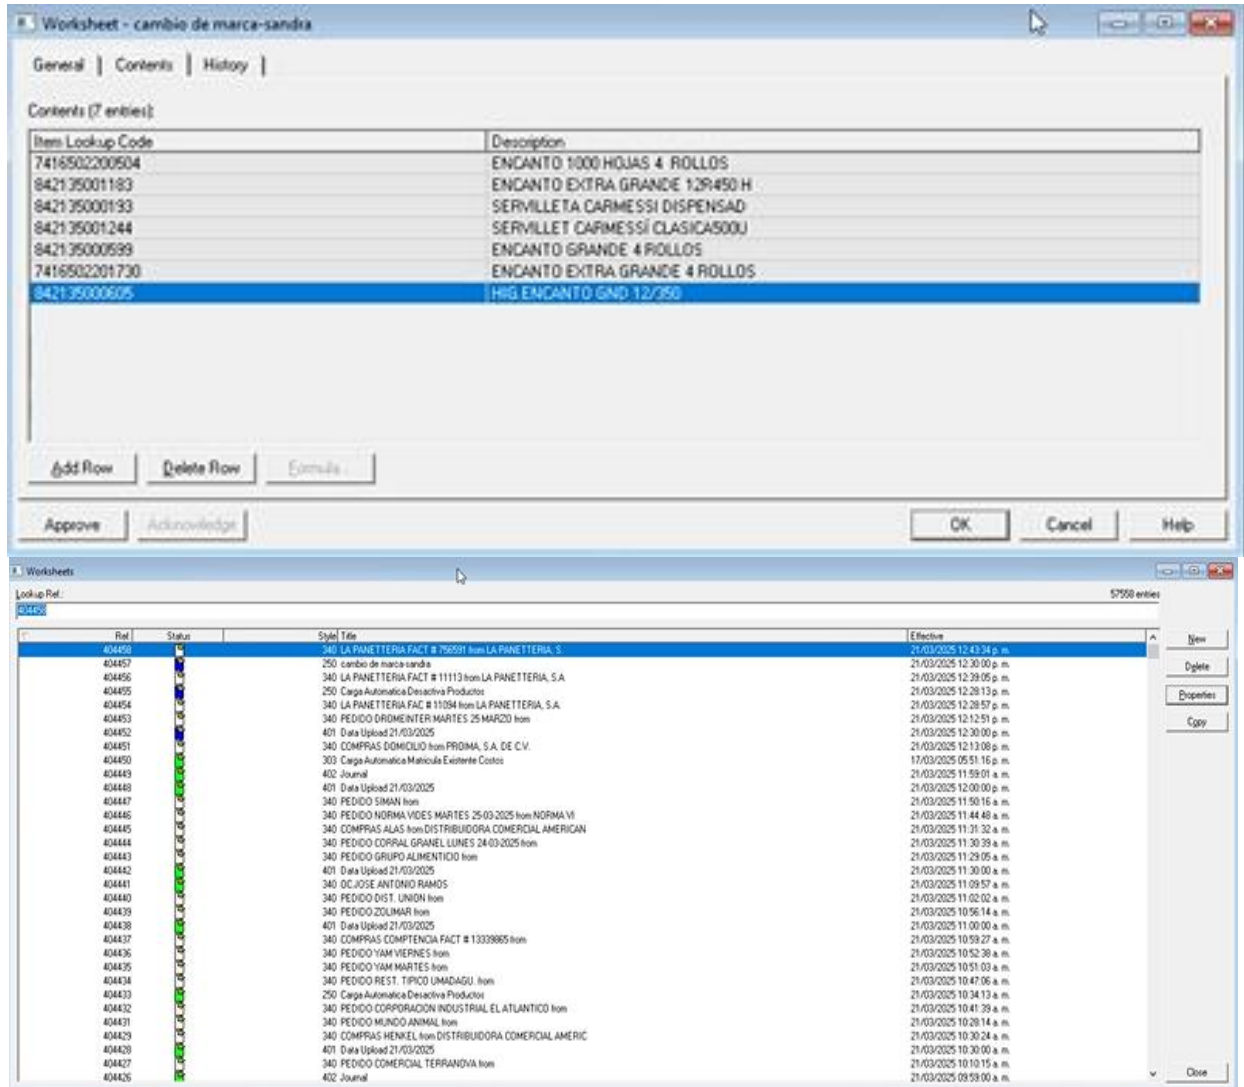 Worksheet - cambio de marca-sandra
General | Contents | History |
Contents (7 entries):
Item Lookup Code Description
7416502200504 ENCANTO 1000 HOJAS 4 ROLLOS
842135001183 ENCANTO EXTRA GRANDE 12R450 H
842135000193 SERVILLETA CARMESSI DISPENSAD
842135001244 SERVILLET CARMESSÍ CLASICA500U
842135000599 ENCANTO GRANDE 4 ROLLOS
7416502201730 ENCANTO EXTRA GRANDE 4 ROLLOS
842135000605 HIG ENCANTO GND 12/350
Add Row Delete Row Formula...
Approve Acknowledge OK Cancel Help
Worksheets
Lookup Ref.: 57558 entries
404458
Ref Status Style Title Effective
404458 340 LA PANETTERIA FACT # 756591 from LA PANETTERIA, S. 21/03/2025 12:43:34 p. m. New
404457 250 cambio de marca-sandra 21/03/2025 12:30:00 p. m.
404456 340 LA PANETTERIA FACT # 11113 from LA PANETTERIA, S.A 21/03/2025 12:39:05 p. m. Delete
404455 250 Carga Automatica Desactiva Productos 21/03/2025 12:28:13 p. m.
404454 340 LA PANETTERIA FAC # 11094 from LA PANETTERIA, S.A. 21/03/2025 12:28:57 p. m. Properties
404453 340 PEDIDO DROMEINTER MARTES 25 MARZO from 21/03/2025 12:12:51 p. m.
404452 401 Data Upload 21/03/2025 21/03/2025 12:30:00 p. m. Copy
404451 340 COMPRAS DOMICILIO from PROIMA, S.A. DE C.V. 21/03/2025 12:13:08 p. m.
404450 303 Carga Automatica Matricula Existente Costos 17/03/2025 05:51:16 p. m.
404449 402 Journal 21/03/2025 11:59:01 a. m.
404448 401 Data Upload 21/03/2025 21/03/2025 12:00:00 p. m.
404447 340 PEDIDO SIMAN from 21/03/2025 11:50:16 a. m.
404446 340 PEDIDO NORMA VIDES MARTES 25-03-2025 from NORMA VI 21/03/2025 11:44:48 a. m.
404445 340 COMPRAS ALAS from DISTRIBUIDORA COMERCIAL AMERICAN 21/03/2025 11:31:32 a. m.
404444 340 PEDIDO CORRAL GRANEL LUNES 24-03-2025 from 21/03/2025 11:30:39 a. m.
404443 340 PEDIDO GRUPO ALIMENTICIO from 21/03/2025 11:29:05 a. m.
404442 401 Data Upload 21/03/2025 21/03/2025 11:30:00 a. m.
404441 340 OC JOSE ANTONIO RAMOS 21/03/2025 11:09:57 a. m.
404440 340 PEDIDO DIST. UNION from 21/03/2025 11:02:02 a. m.
404439 340 PEDIDO ZOLIMAR from 21/03/2025 10:56:14 a. m.
404438 401 Data Upload 21/03/2025 21/03/2025 11:00:00 a. m.
404437 340 COMPRAS COMPTENCIA FACT # 13339865 from 21/03/2025 10:59:27 a. m.
404436 340 PEDIDO YAM VIERNES from 21/03/2025 10:52:38 a. m.
404435 340 PEDIDO YAM MARTES from 21/03/2025 10:51:03 a. m.
404434 340 PEDIDO REST. TIPICO UMADAGU. from 21/03/2025 10:47:06 a. m.
404433 250 Carga Automatica Desactiva Productos 21/03/2025 10:34:13 a. m.
404432 340 PEDIDO CORPORACION INDUSTRIAL EL ATLANTICO from 21/03/2025 10:41:39 a. m.
404431 340 PEDIDO MUNDO ANIMAL from 21/03/2025 10:28:14 a. m.
404429 340 COMPRAS HENKEL from DISTRIBUIDORA COMERCIAL AMERIC 21/03/2025 10:30:24 a. m.
404428 401 Data Upload 21/03/2025 21/03/2025 10:30:00 a. m.
404427 340 PEDIDO COMERCIAL TERRANOVA from 21/03/2025 10:10:15 a. m.
404426 402 Journal 21/03/2025 09:59:00 a. m. Close